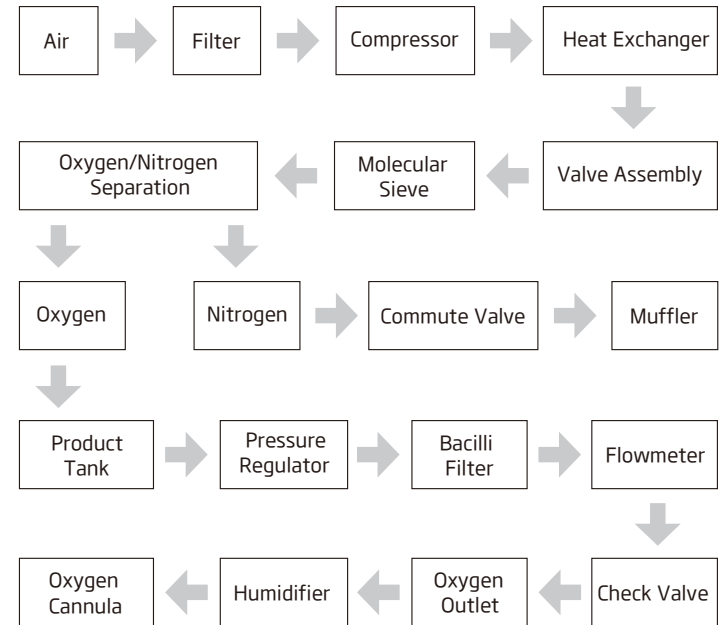 Air
Filter
Compressor
Heat Exchanger
Oxygen/Nitrogen
Separation
Molecular
Sieve
Valve Assembly
Oxygen
Nitrogen
Commute Valve
Muffler
Product
Tank
Pressure
Regulator
Bacilli
Filter
Flowmeter
Oxygen
Cannula
Humidifier
Oxygen
Outlet
Check Valve